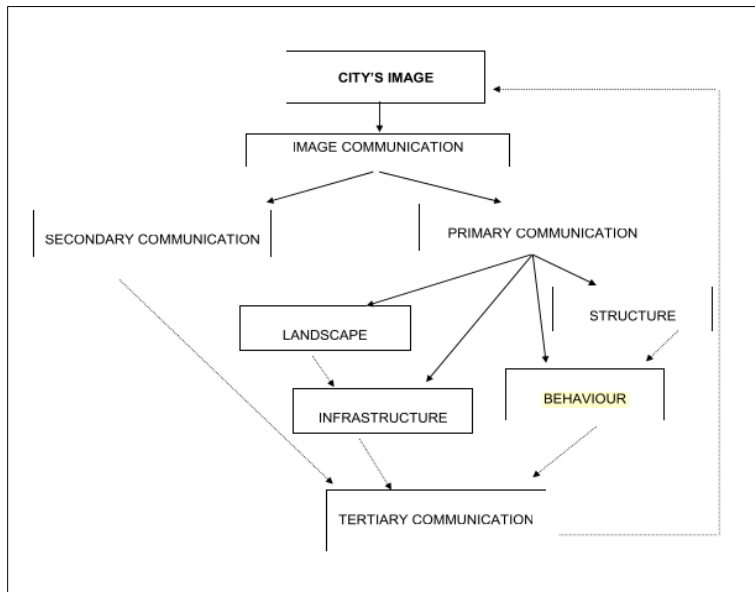 CITY'S IMAGE
IMAGE COMMUNICATION
SECONDARY COMMUNICATION
PRIMARY COMMUNICATION
STRUCTURE
LANDSCAPE
BEHAVIOUR
INFRASTRUCTURE
TERTIARY COMMUNICATION